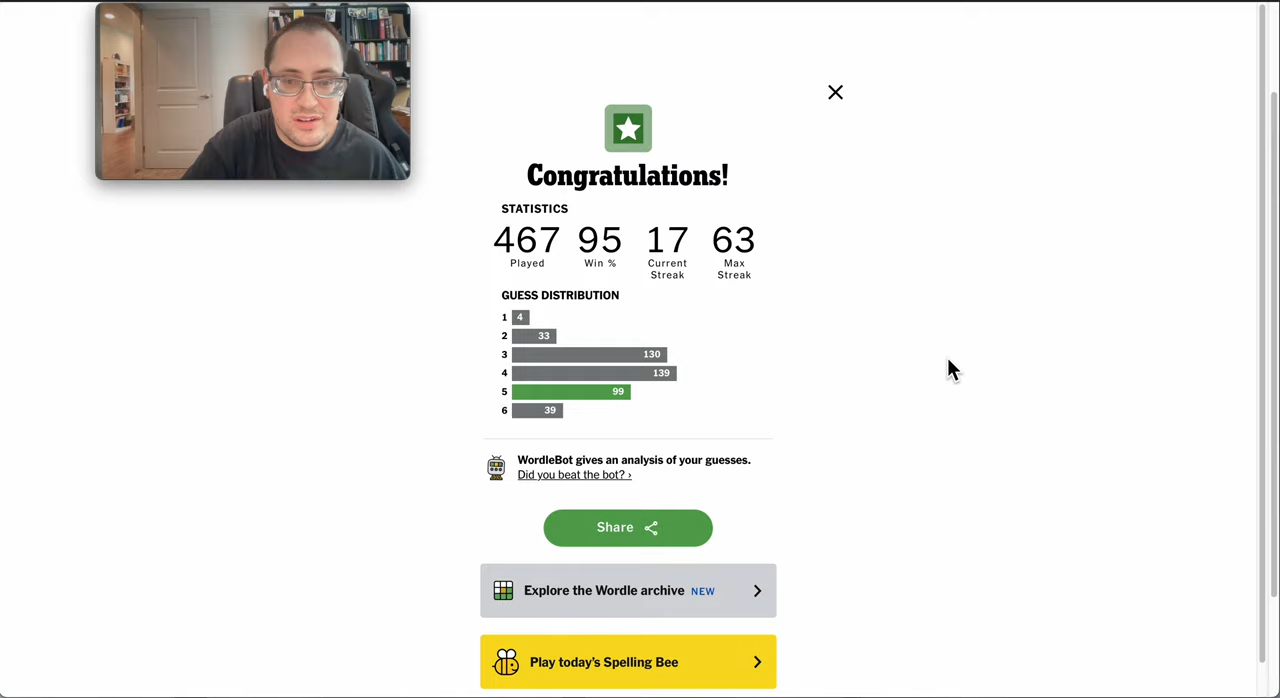 Congratulations!
STATISTICS
467 95 17 63
Played Win % Current Streak Max Streak
GUESS DISTRIBUTION
1 4
2 33
3 130
4 139
5 99
6 39
WordleBot gives an analysis of your guesses.
Did you beat the bot? ›
Share
Explore the Wordle archive NEW
Play today's Spelling Bee